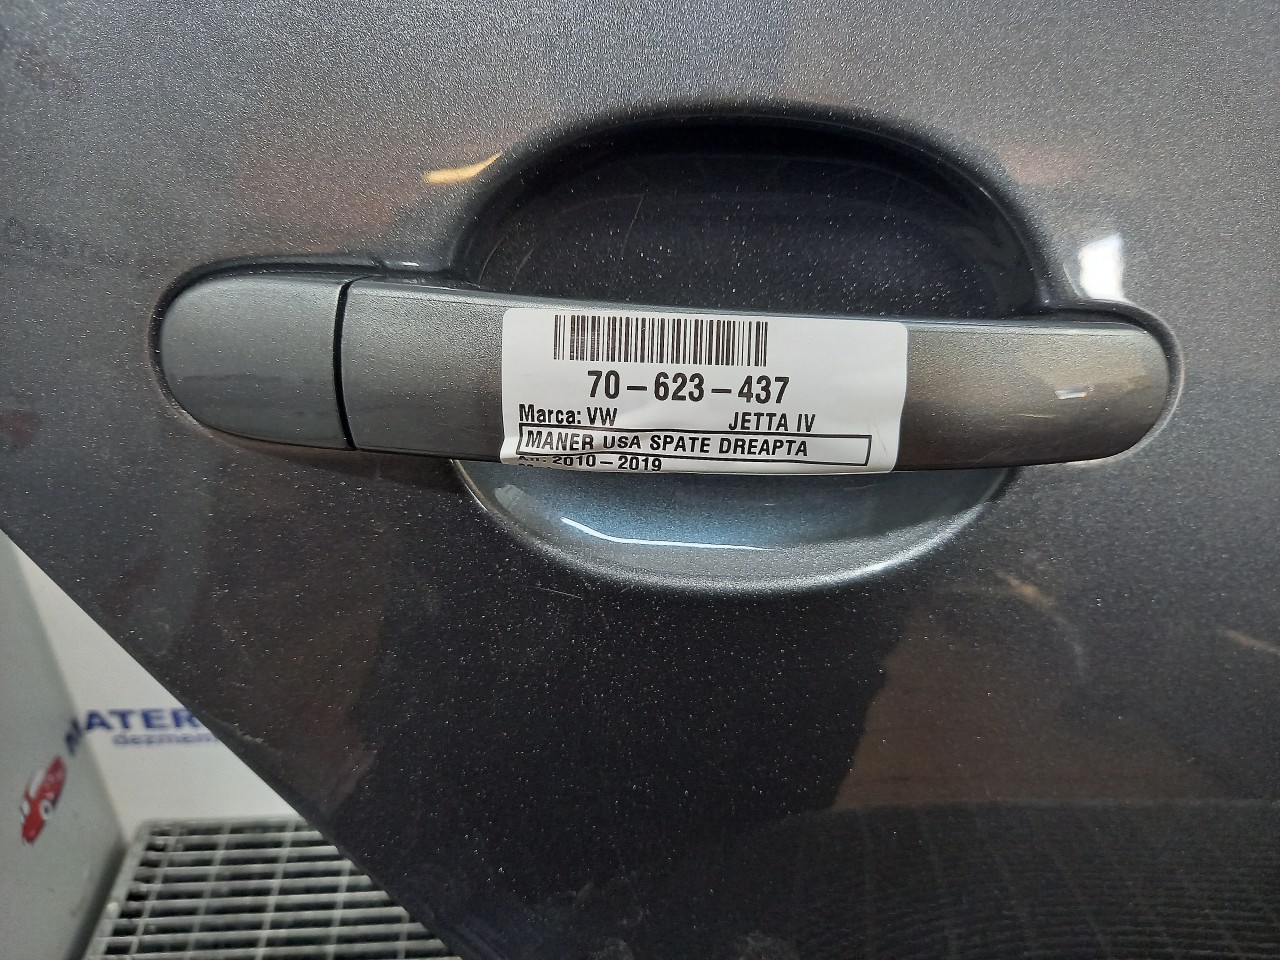 70-623-437
Marca: VW JETTA IV
MANER USA SPATE DREAPTA
2010-2019